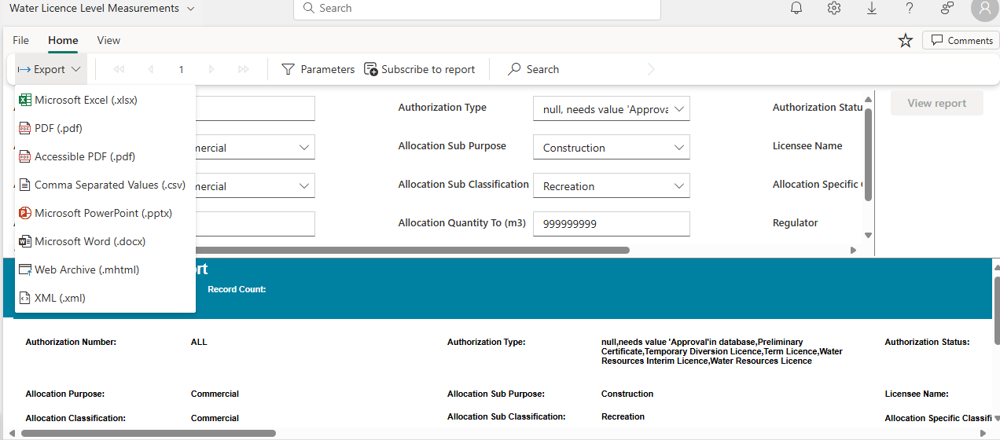 Water Licence Level Measurements
Search
File Home View
Comments
Export
1
Parameters
Subscribe to report
Search
Microsoft Excel (.xlsx)
PDF (.pdf)
Accessible PDF (.pdf)
Comma Separated Values (.csv)
Microsoft PowerPoint (.pptx)
Microsoft Word (.docx)
Web Archive (.mhtml)
XML (.xml)
Authorization Type null, needs value 'Approva Authorization Statu
View report
mercial Allocation Sub Purpose Construction Licensee Name
mercial Allocation Sub Classification Recreation Allocation Specific
Allocation Quantity To (m3) 999999999 Regulator
ort
Record Count:
Authorization Number: ALL Authorization Type: null,needs value 'Approval'in database,Preliminary
Certificate,Temporary Diversion Licence,Term Licence,Water
Resources Interim Licence,Water Resources Licence
Authorization Status:
Allocation Purpose: Commercial Allocation Sub Purpose: Construction Licensee Name:
Allocation Classification: Commercial Allocation Sub Classification: Recreation Allocation Specific Classifi